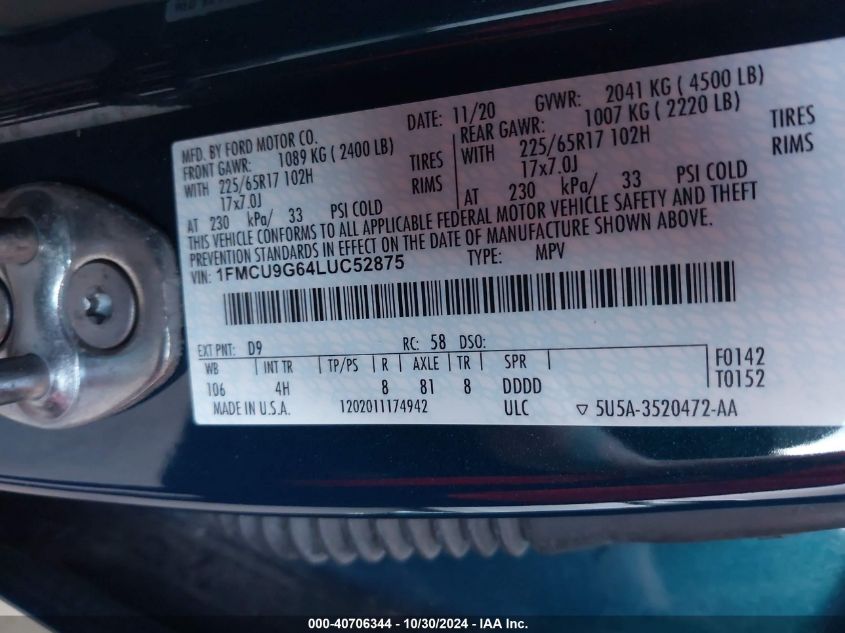 MFD. BY FORD MOTOR CO.
DATE: 11/20
GVWR: 2041 KG ( 4500 LB)
FRONT GAWR: 1089 KG ( 2400 LB)
REAR GAWR: 1007 KG ( 2220 LB)
WITH 225/65R17 102H TIRES
WITH 225/65R17 102H TIRES
17x7.0J RIMS
17x7.0J RIMS
AT 230 kPa/ 33 PSI COLD
AT 230 kPa/ 33 PSI COLD
THIS VEHICLE CONFORMS TO ALL APPLICABLE FEDERAL MOTOR VEHICLE SAFETY AND THEFT
PREVENTION STANDARDS IN EFFECT ON THE DATE OF MANUFACTURE SHOWN ABOVE.
VIN: 1FMCU9G64LUC52875
TYPE: MPV
EXT PNT: D9 RC: 58 DSO:
WB INT TR TP/PS R AXLE TR SPR
106 4H 8 81 8 DDDD
F0142
T0152
MADE IN U.S.A. 1202011174942 ULC ▽ 5U5A-3520472-AA
000-40706344 | 10/30/2024 - IAA Inc.